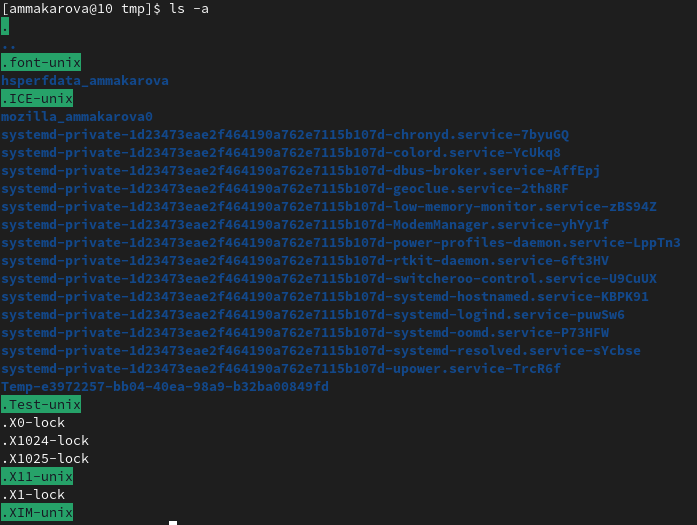 [ammakarova@10 tmp]$ ls -a
.
..
.font-unix
hsperfdata_ammakarova
.ICE-unix
mozilla_ammakarova0
systemd-private-1d23473eae2f464190a762e7115b107d-chronyd.service-7byuGQ
systemd-private-1d23473eae2f464190a762e7115b107d-colord.service-YcUkq8
systemd-private-1d23473eae2f464190a762e7115b107d-dbus-broker.service-AffEpj
systemd-private-1d23473eae2f464190a762e7115b107d-geoclue.service-2th8RF
systemd-private-1d23473eae2f464190a762e7115b107d-low-memory-monitor.service-zBS94Z
systemd-private-1d23473eae2f464190a762e7115b107d-ModemManager.service-yhYy1f
systemd-private-1d23473eae2f464190a762e7115b107d-power-profiles-daemon.service-LppTn3
systemd-private-1d23473eae2f464190a762e7115b107d-rtkit-daemon.service-6ft3HV
systemd-private-1d23473eae2f464190a762e7115b107d-switcheroo-control.service-U9CuUX
systemd-private-1d23473eae2f464190a762e7115b107d-systemd-hostnamed.service-KBPK91
systemd-private-1d23473eae2f464190a762e7115b107d-systemd-logind.service-puwSw6
systemd-private-1d23473eae2f464190a762e7115b107d-systemd-oomd.service-P73HFW
systemd-private-1d23473eae2f464190a762e7115b107d-systemd-resolved.service-sYcbse
systemd-private-1d23473eae2f464190a762e7115b107d-upower.service-TrcR6f
Temp-e3972257-bb04-40ea-98a9-b32ba00849fd
.Test-unix
.X0-lock
.X1024-lock
.X1025-lock
.X11-unix
.X1-lock
.XIM-unix